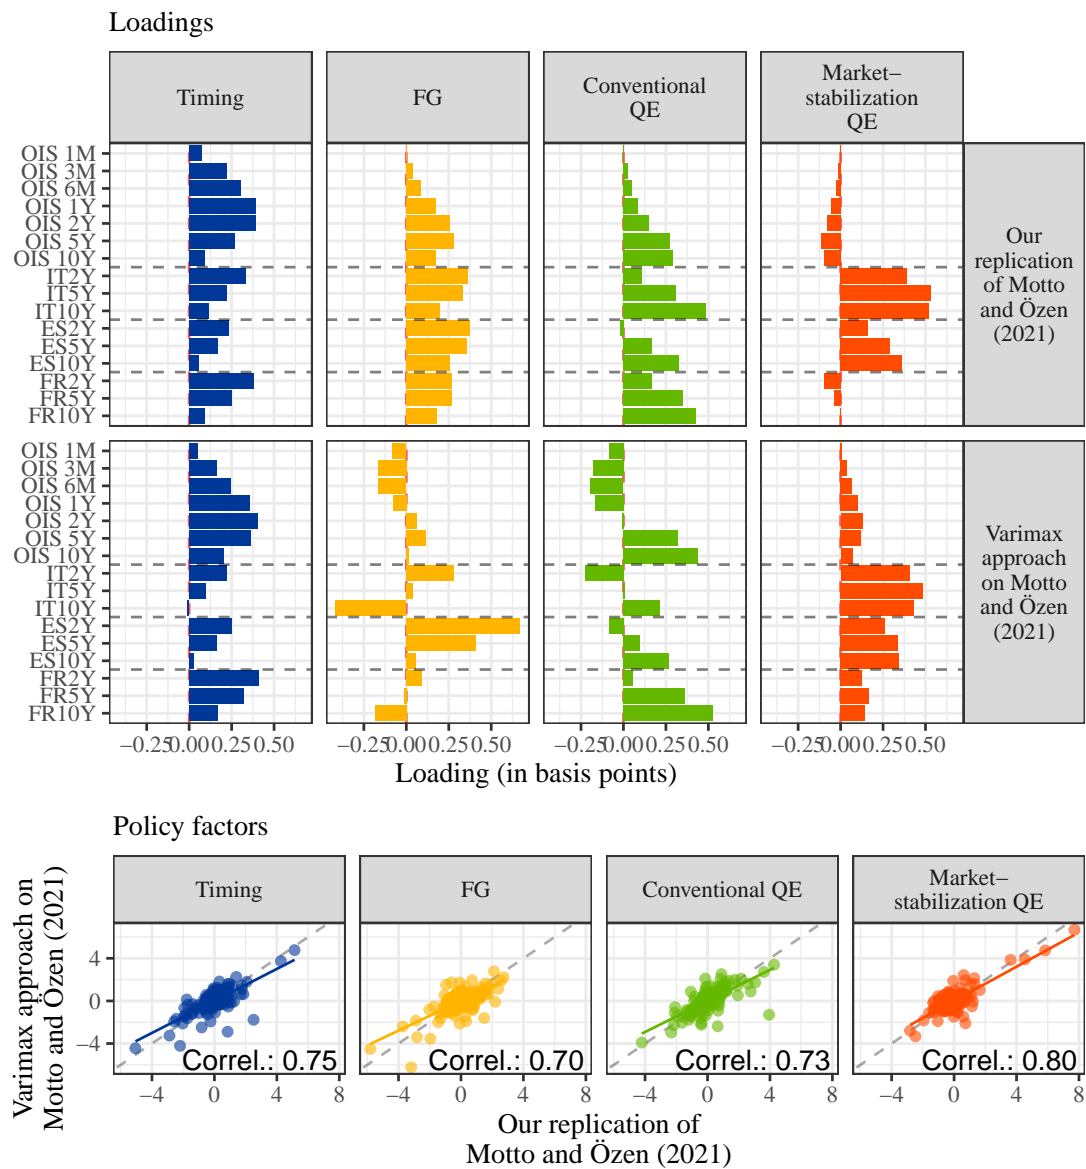 Loadings
Timing
FG
Conventional
QE
Market−
stabilization
QE
OIS 1M
OIS 3M
OIS 6M
OIS 1Y
OIS 2Y
OIS 5Y
OIS 10Y
IT2Y
IT5Y
IT10Y
ES2Y
ES5Y
ES10Y
FR2Y
FR5Y
FR10Y
Our
replication
of Motto
and Özen
(2021)
OIS 1M
OIS 3M
OIS 6M
OIS 1Y
OIS 2Y
OIS 5Y
OIS 10Y
IT2Y
IT5Y
IT10Y
ES2Y
ES5Y
ES10Y
FR2Y
FR5Y
FR10Y
Varimax
approach
on Motto
and Özen
(2021)
−0.25 0.00 0.25 0.50 −0.25 0.00 0.25 0.50 −0.25 0.00 0.25 0.50 −0.25 0.00 0.25 0.50
Loading (in basis points)
Policy factors
Timing
FG
Conventional QE
Market−
stabilization QE
Varimax approach on
Motto and Özen (2021)
4
0
−4
Correl.: 0.75
Correl.: 0.70
Correl.: 0.73
Correl.: 0.80
−4 0 4 8 −4 0 4 8 −4 0 4 8 −4 0 4 8
Our replication of
Motto and Özen (2021)